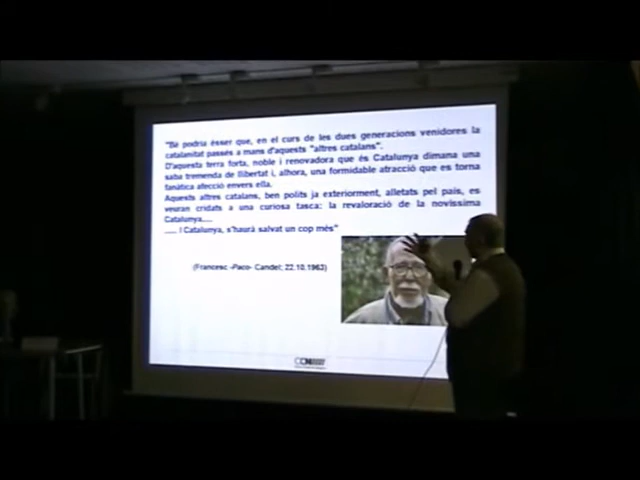 "Bé podria ésser que, en el curs de les dues generacions venidores la
catalanitat passés a mans d'aquests "altres catalans".
D'aquesta terra forta, noble i renovadora que és Catalunya dimana una
saba tremenda de llibertat i, alhora, una formidable atracció que es torna
fanàtica afecció envers ella.
Aquests altres catalans, ben polits ja exteriorment, alletats pel país, es
veuran cridats a una curiosa tasca: la revaloració de la novíssima
Catalunya....
..... I Catalunya, s'haurà salvat un cop més"
(Francesc -Paco- Candel; 22.10.1963)